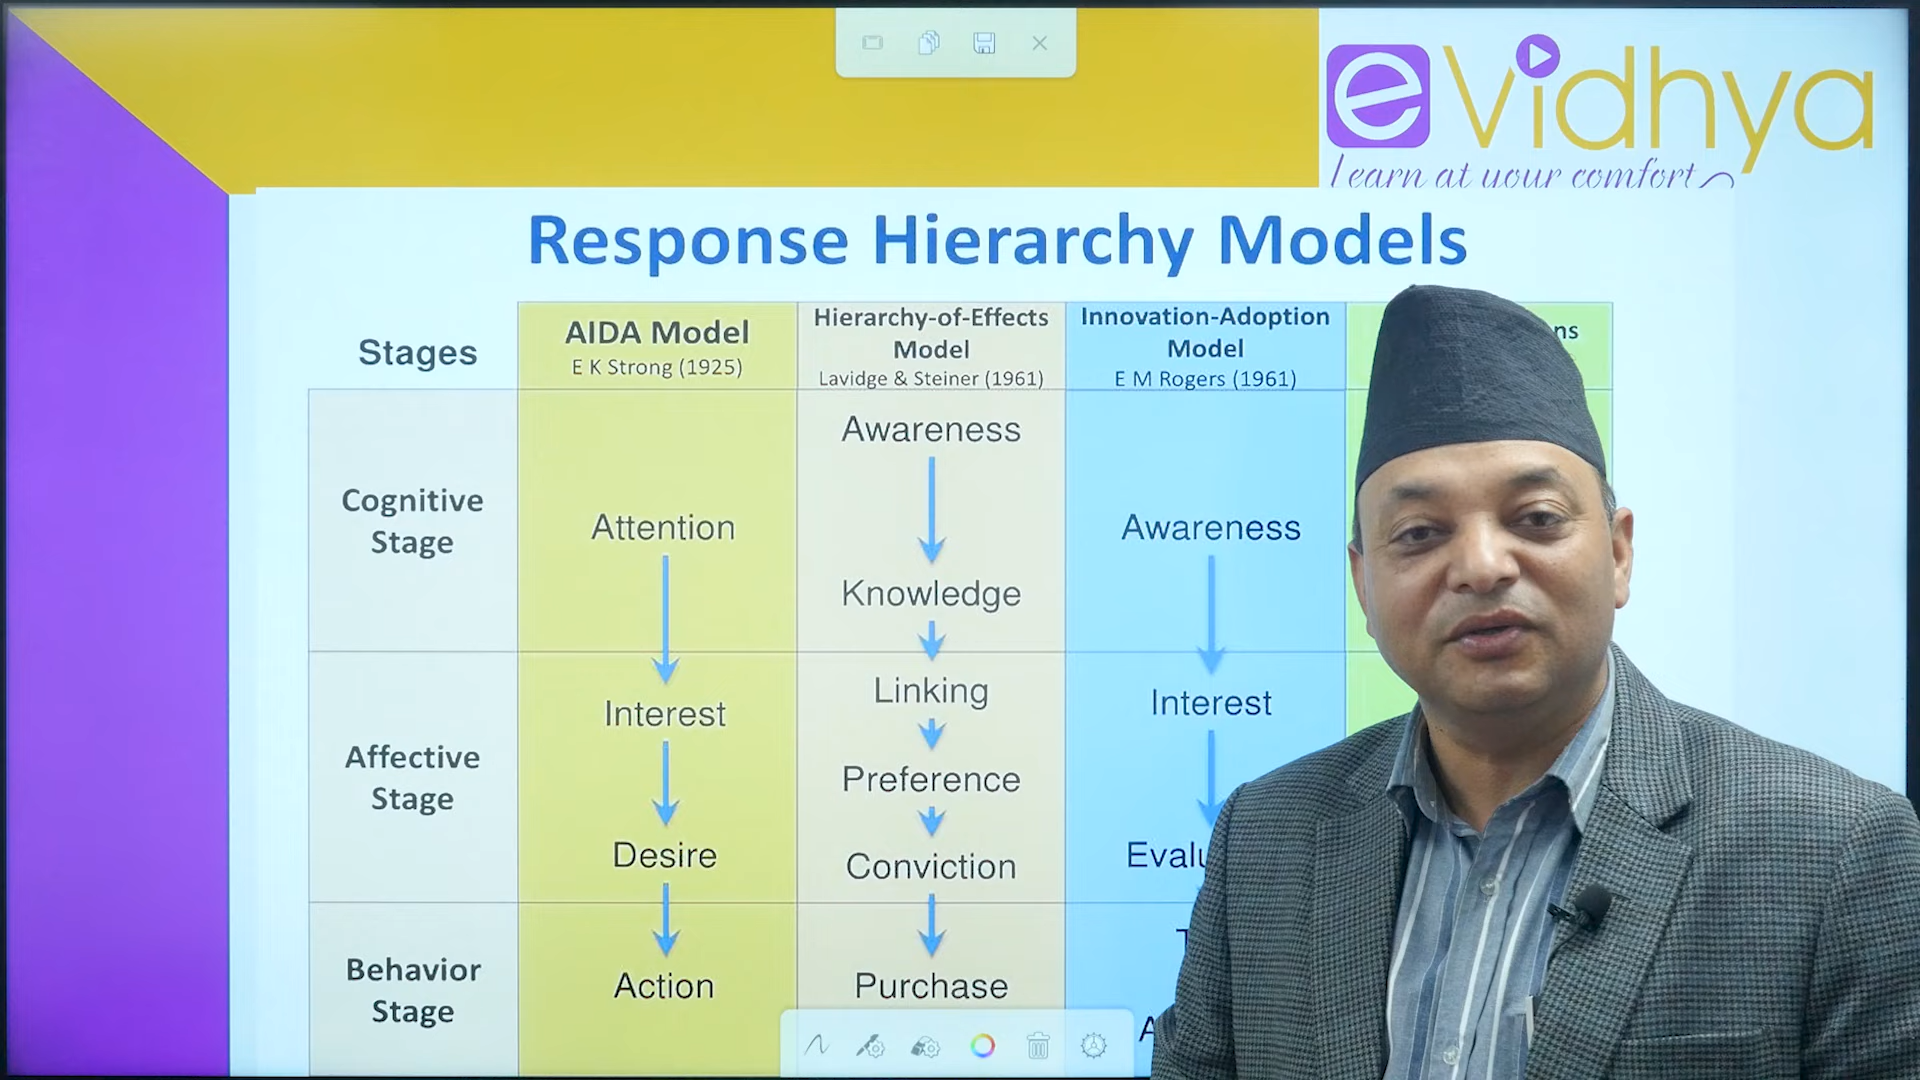 eVidhya
Learn at your comfort
Response Hierarchy Models
Stages
AIDA Model
E K Strong (1925)
Hierarchy-of-Effects
Model
Lavidge & Steiner (1961)
Innovation-Adoption
Model
E M Rogers (1961)
Cognitive
Stage
Attention
Awareness
Knowledge
Awareness
Affective
Stage
Interest
Desire
Linking
Preference
Conviction
Interest
Behavior
Stage
Action
Purchase